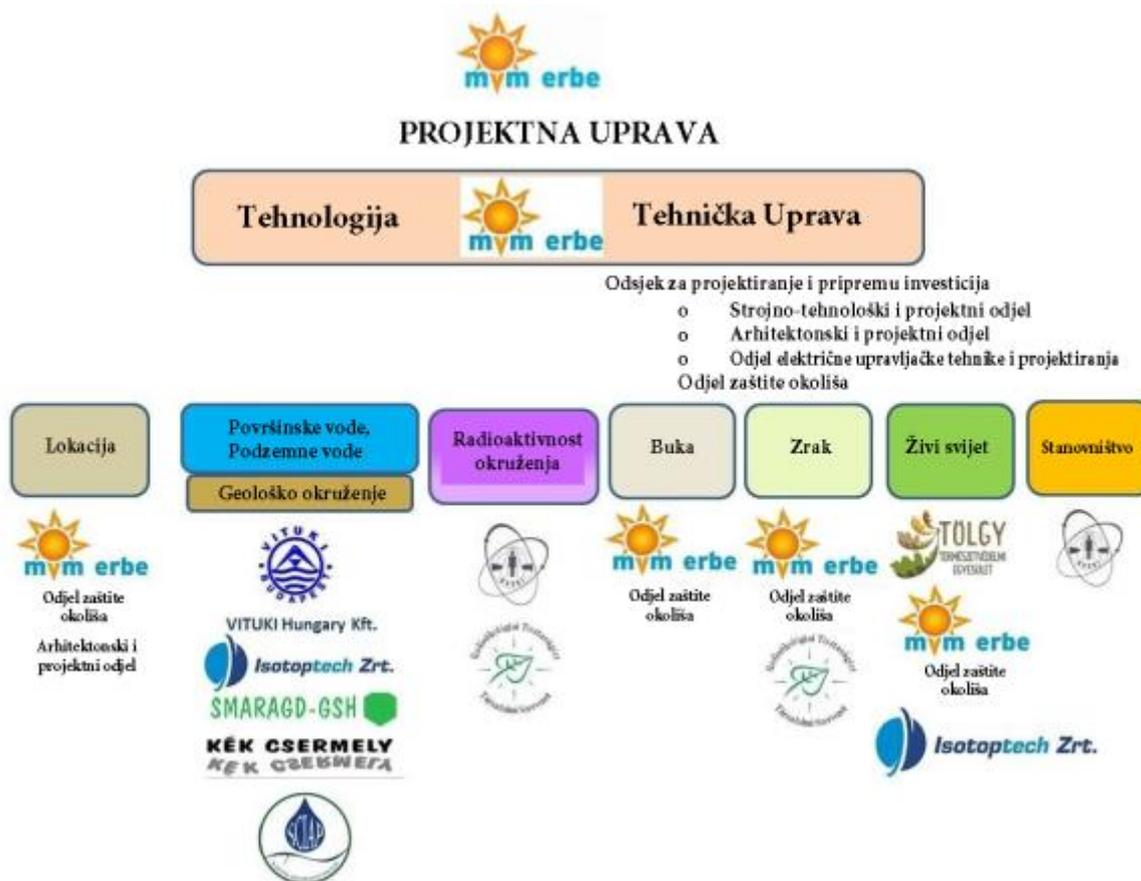 mvm erbe
PROJEKTNA UPRAVA
Tehnologija
mvm erbe
Tehnička Uprava
Odsjek za projektiranje i pripremu investicija
o Strojno-tehnološki i projektni odjel
o Arhitektonski i projektni odjel
o Odjel električne upravljačke tehnike i projektiranja
Odjel zaštite okoliša
Lokacija
mvm erbe
Odjel zaštite
okoliša
Arhitektonski i
projektni odjel
Površinske vode,
Podzemne vode
Geološko okruženje
VITUKI
BUDAPEST
VITUKI Hungary Kft.
Isotoptech Zrt.
SMARAGD-GSH
KÉK CSERMELY
KÉK CSERMELY
Radioaktivnost
okruženja
Buka
mvm erbe
Odjel zaštite
okoliša
Zrak
mvm erbe
Odjel zaštite
okoliša
Živi svijet
TÖLGY
TERMÉSZETVÉDELMI
EGYESÜLET
mvm erbe
Odjel zaštite
okoliša
Isotoptech Zrt.
Stanovništvo